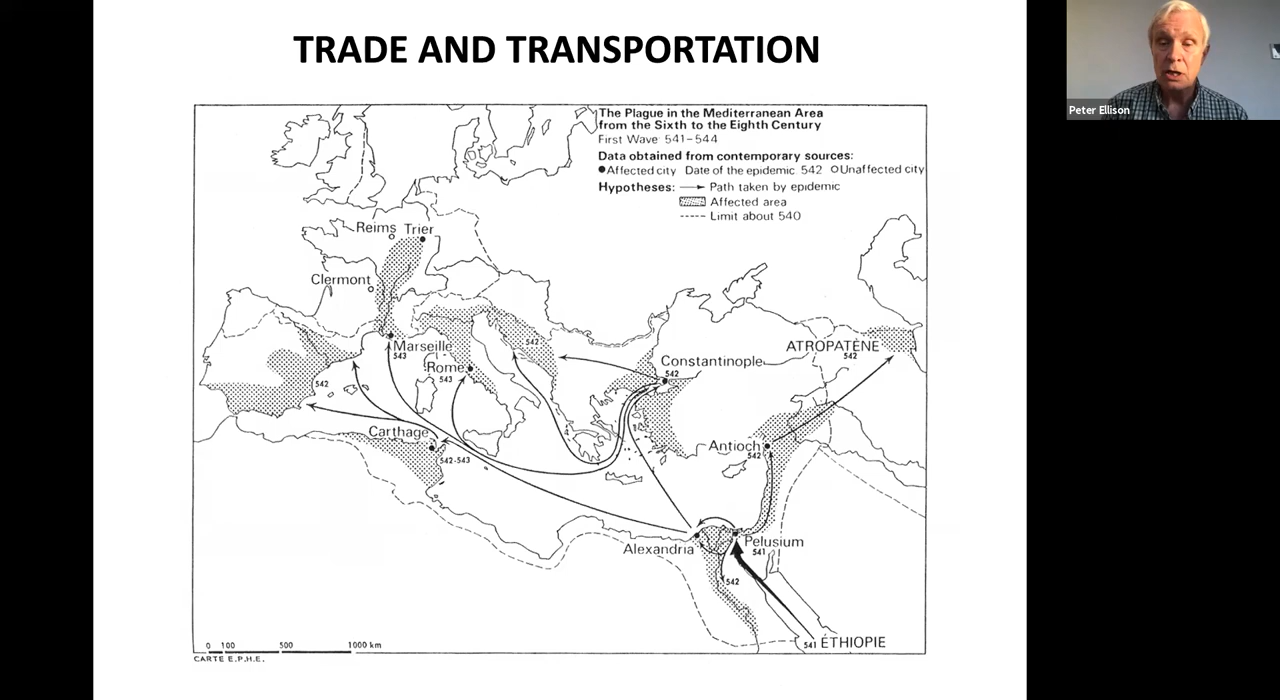 TRADE AND TRANSPORTATION
Peter Ellison
The Plague in the Mediterranean Area
from the Sixth to the Eighth Century
First Wave 541-544
Data obtained from contemporary sources:
●Affected city Date of the epidemic 542 ○Unaffected city
Hypotheses: → Path taken by epidemic
Affected area
---- Limit about 540
Reims
Trier
Clermont
Marseille
543
Rome
543
542
Constantinople
542
ATROPATÈNE
542
542
Carthage
542-543
Antioch
542
Alexandria
Pelusium
541
542
541 ÉTHIOPIE
0 100 500 1000 km
CARTE E.P.H.E.